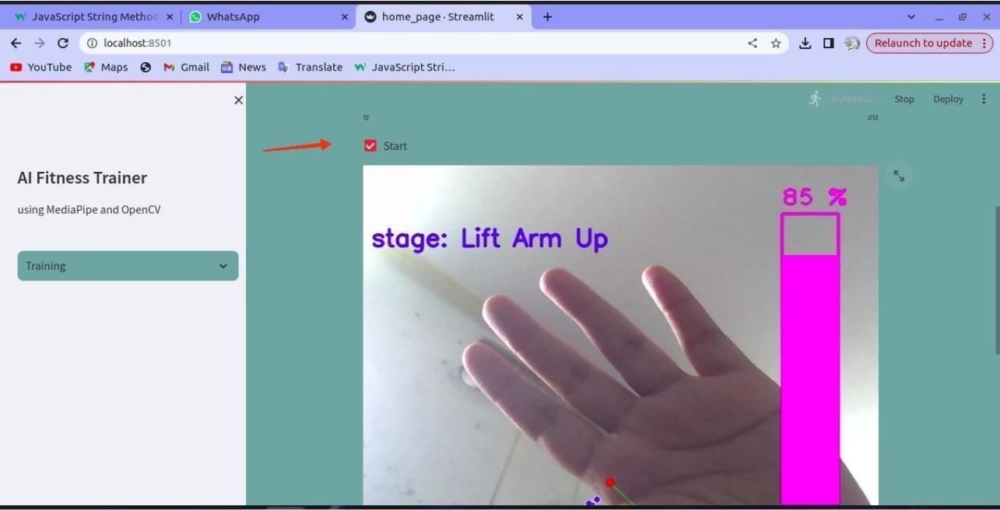 JavaScript String Method
WhatsApp
home_page · Streamlit
localhost:8501
Relaunch to update
YouTube
Maps
Gmail
News
Translate
JavaScript Stri...
RUNNING...
Stop
Deploy
0
30
Start
AI Fitness Trainer
using MediaPipe and OpenCV
Training
85 %
stage: Lift Arm Up